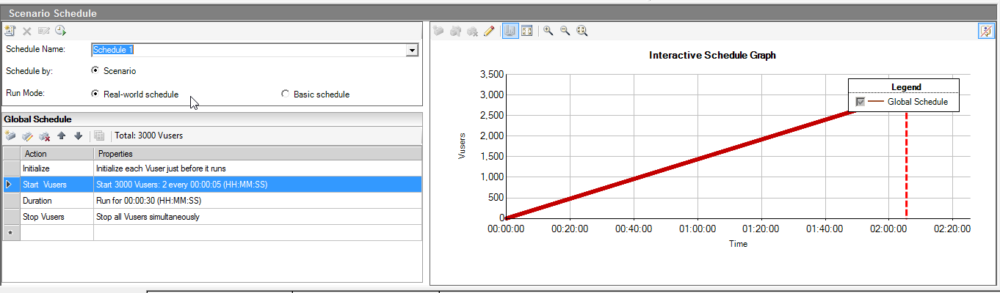 Scenario Schedule
Schedule Name: Schedule 1
Schedule by: Scenario
Run Mode: Real-world schedule Basic schedule
Global Schedule
Total: 3000 Vusers
Action Properties
Initialize Initialize each Vuser just before it runs
Start Vusers Start 3000 Vusers: 2 every 00:00:05 (HH:MM:SS)
Duration Run for 00:00:30 (HH:MM:SS)
Stop Vusers Stop all Vusers simultaneously
*
Interactive Schedule Graph
Legend
Global Schedule
Vusers
3,500
3,000
2,500
2,000
1,500
1,000
500
0
00:00:00 00:20:00 00:40:00 01:00:00 01:20:00 01:40:00 02:00:00 02:20:00
Time